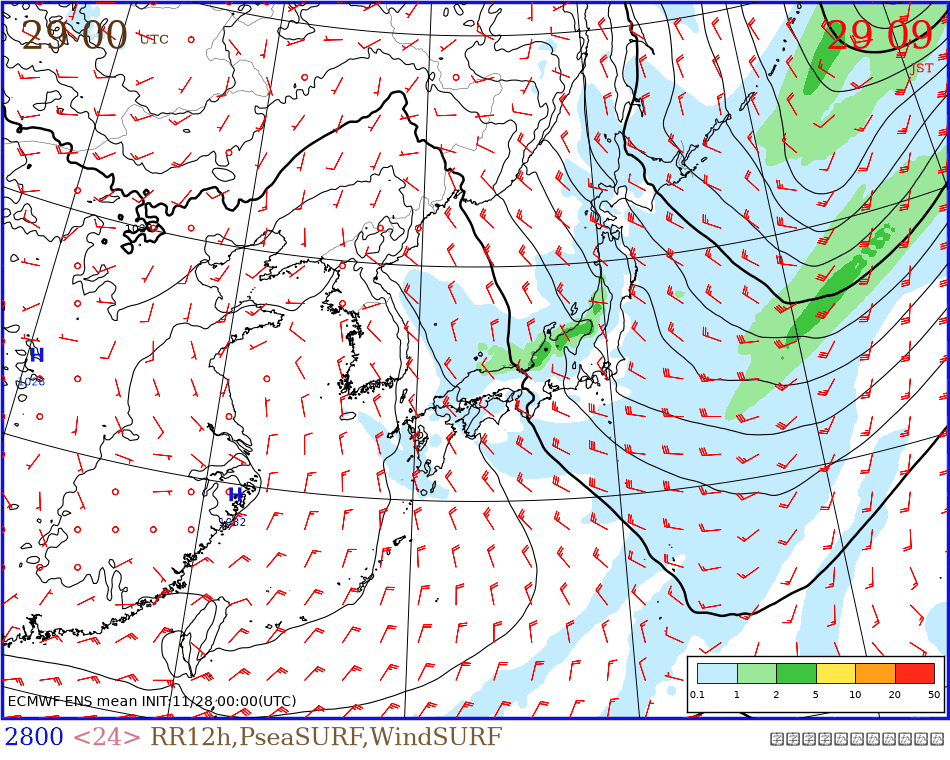 29 00 UTC
29 09
JST
H
1028
H
1032
0.1 1 2 5 10 20 50
ECMWF ENS mean INIT:11/28 00:00(UTC)
2800 <24> RR12h,PseaSURF,WindSURF